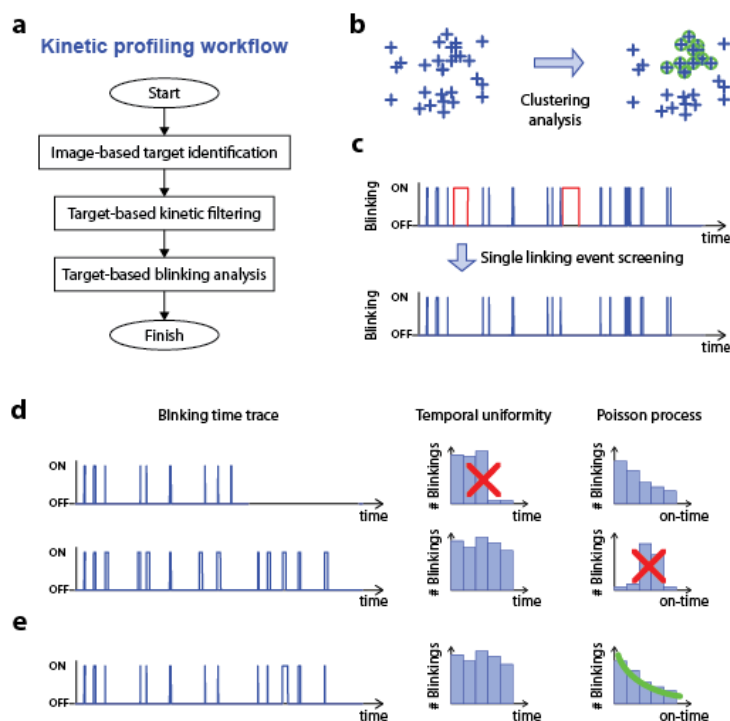 a
Kinetic profiling workflow
Start
Image-based target identification
Target-based kinetic filtering
Target-based blinking analysis
Finish
b
Clustering
analysis
c
Blinking
ON
OFF
time
Single linking event screening
Blinking
ON
OFF
time
d
Blnking time trace
Temporal uniformity
Poisson process
ON
OFF
time
# Blinkings
time
# Blinkings
on-time
ON
OFF
time
# Blinkings
time
# Blinkings
on-time
e
ON
OFF
time
# Blinkings
time
# Blinkings
on-time